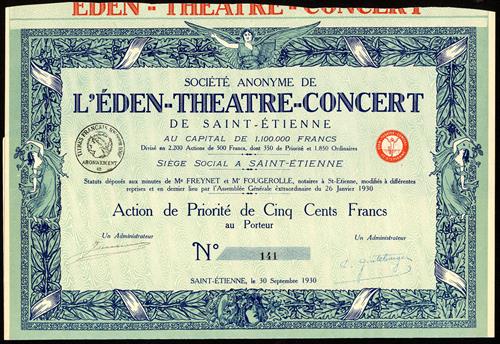 ÉDEN-THÉATRE-CONCERT
SOCIÉTÉ ANONYME DE
L'ÉDEN-THEATRE-CONCERT
DE SAINT-ÉTIENNE
AU CAPITAL DE 1.100.000 FRANCS
Divisé en 2.200 Actions de 500 Francs, dont 350 de Priorité et 1.850 Ordinaires
SIÈGE SOCIAL A SAINT-ÉTIENNE
Statuts déposés aux minutes de Me FREYNET et Me FOUGEROLLE, notaires à St-Etienne, modifiés à différentes
reprises et en dernier lieu par l'Assemblée Générale extraordinaire du 26 Janvier 1930
Action de Priorité de Cinq Cents Francs
au Porteur
Un Administrateur
Un Administrateur
No 141
SAINT-ÉTIENNE, le 30 Septembre 1930
ABONNEMENT